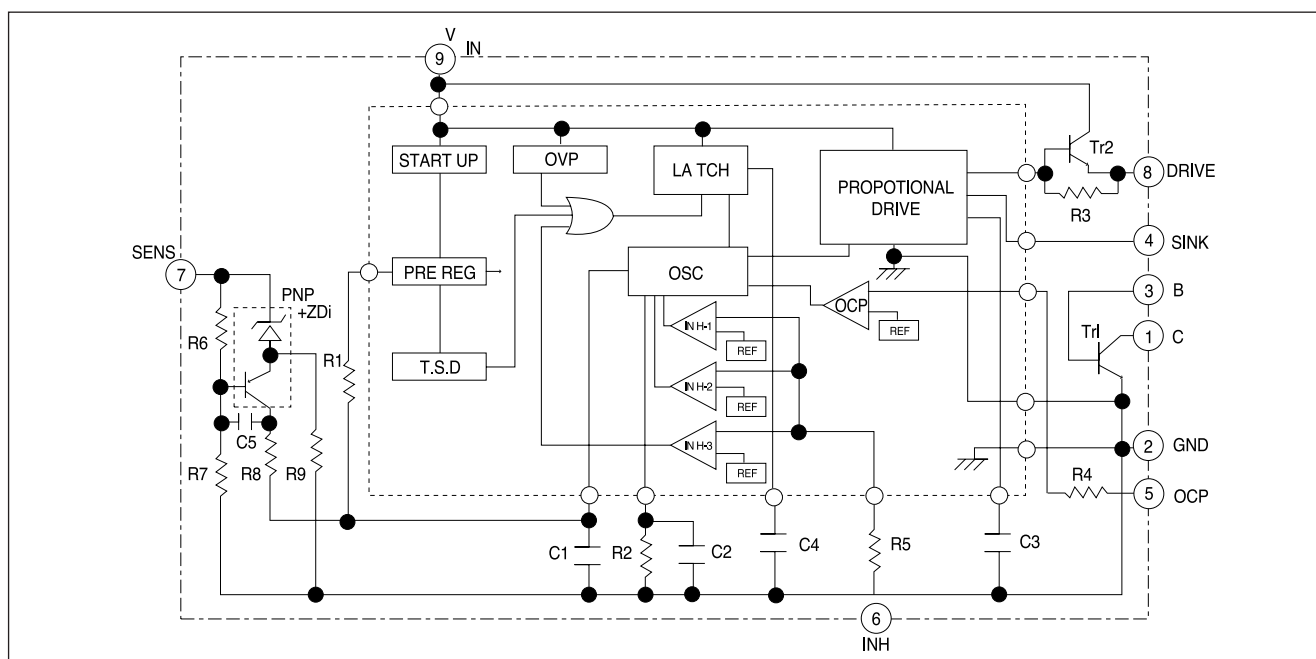 V
IN
9
START UP
OVP
LA TCH
PROPOTIONAL
DRIVE
Tr2
8
DRIVE
R3
4
SINK
SENS
7
PRE REG
OSC
PNP
+ZDi
OCP
REF
3
B
IN H-1
REF
Tr1
1
C
R6
R1
T.S.D
IN H-2
REF
C5
IN H-3
REF
2
GND
R7
R8
R9
R4
5
OCP
C1
R2
C2
C4
R5
C3
6
INH